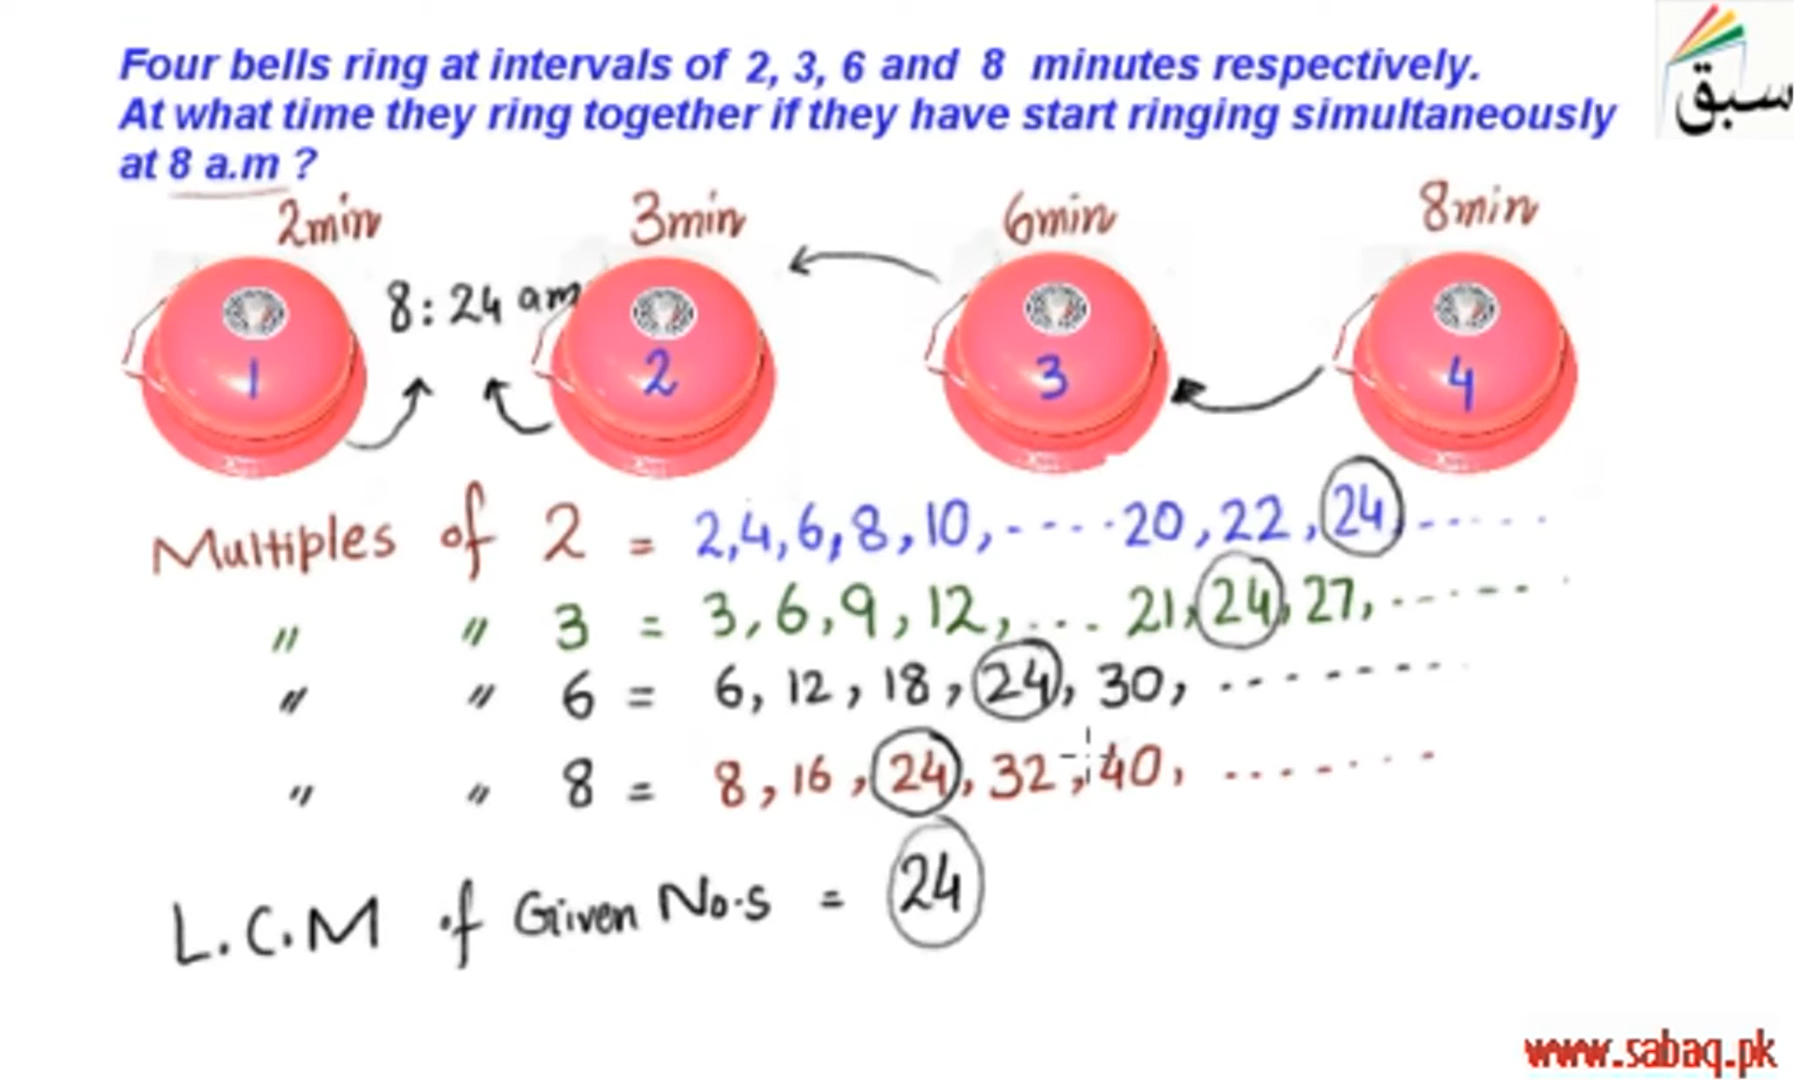 Four bells ring at intervals of 2, 3, 6 and 8 minutes respectively.
At what time they ring together if they have start ringing simultaneously
at 8 a.m ?
سبق
2min 3min 6min 8min
8:24 am
1 2 3 4
Multiples of 2 = 2,4,6,8,10,-----20,22,24,-----
" " 3 = 3,6,9,12,...21,24,27,------
" " 6 = 6,12,18,24,30,--------
" " 8 = 8,16,24,32,40,--------
L.C.M of Given No.s = 24
www.sabaq.pk